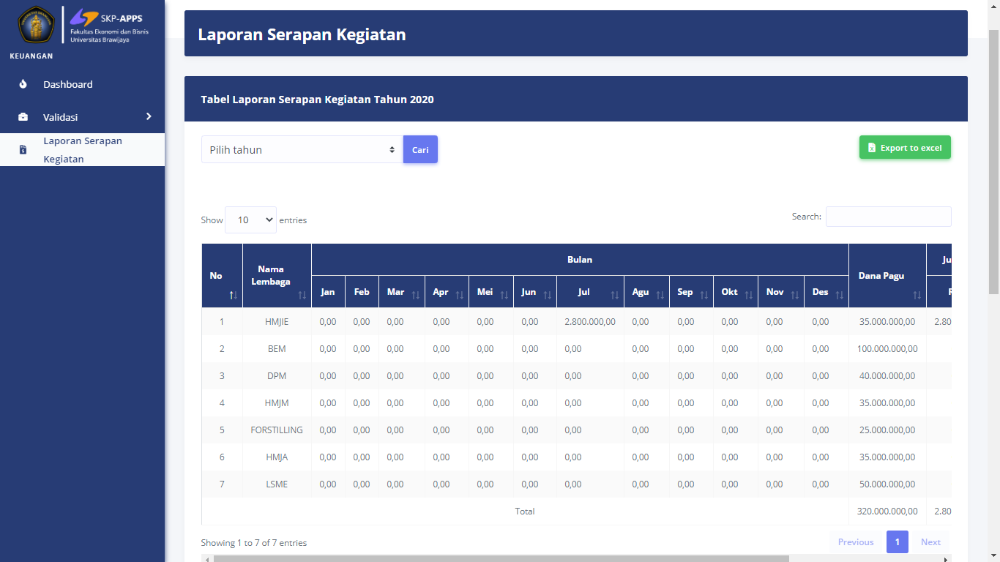 SKP-APPS
Fakultas Ekonomi dan Bisnis
Universitas Brawijaya
KEUANGAN
Dashboard
Validasi
Laporan Serapan
Kegiatan
Laporan Serapan Kegiatan
Tabel Laporan Serapan Kegiatan Tahun 2020
Pilih tahun Cari Export to excel
Show 10 entries Search:
No Nama Lembaga Bulan Dana Pagu Ju
Jan Feb Mar Apr Mei Jun Jul Agu Sep Okt Nov Des
1 HMJIE 0,00 0,00 0,00 0,00 0,00 0,00 2.800.000,00 0,00 0,00 0,00 0,00 0,00 35.000.000,00 2.80
2 BEM 0,00 0,00 0,00 0,00 0,00 0,00 0,00 0,00 0,00 0,00 0,00 0,00 100.000.000,00
3 DPM 0,00 0,00 0,00 0,00 0,00 0,00 0,00 0,00 0,00 0,00 0,00 0,00 40.000.000,00
4 HMJM 0,00 0,00 0,00 0,00 0,00 0,00 0,00 0,00 0,00 0,00 0,00 0,00 35.000.000,00
5 FORSTILLING 0,00 0,00 0,00 0,00 0,00 0,00 0,00 0,00 0,00 0,00 0,00 0,00 25.000.000,00
6 HMJA 0,00 0,00 0,00 0,00 0,00 0,00 0,00 0,00 0,00 0,00 0,00 0,00 35.000.000,00
7 LSME 0,00 0,00 0,00 0,00 0,00 0,00 0,00 0,00 0,00 0,00 0,00 0,00 50.000.000,00
Total 320.000.000,00 2.80
Showing 1 to 7 of 7 entries Previous 1 Next